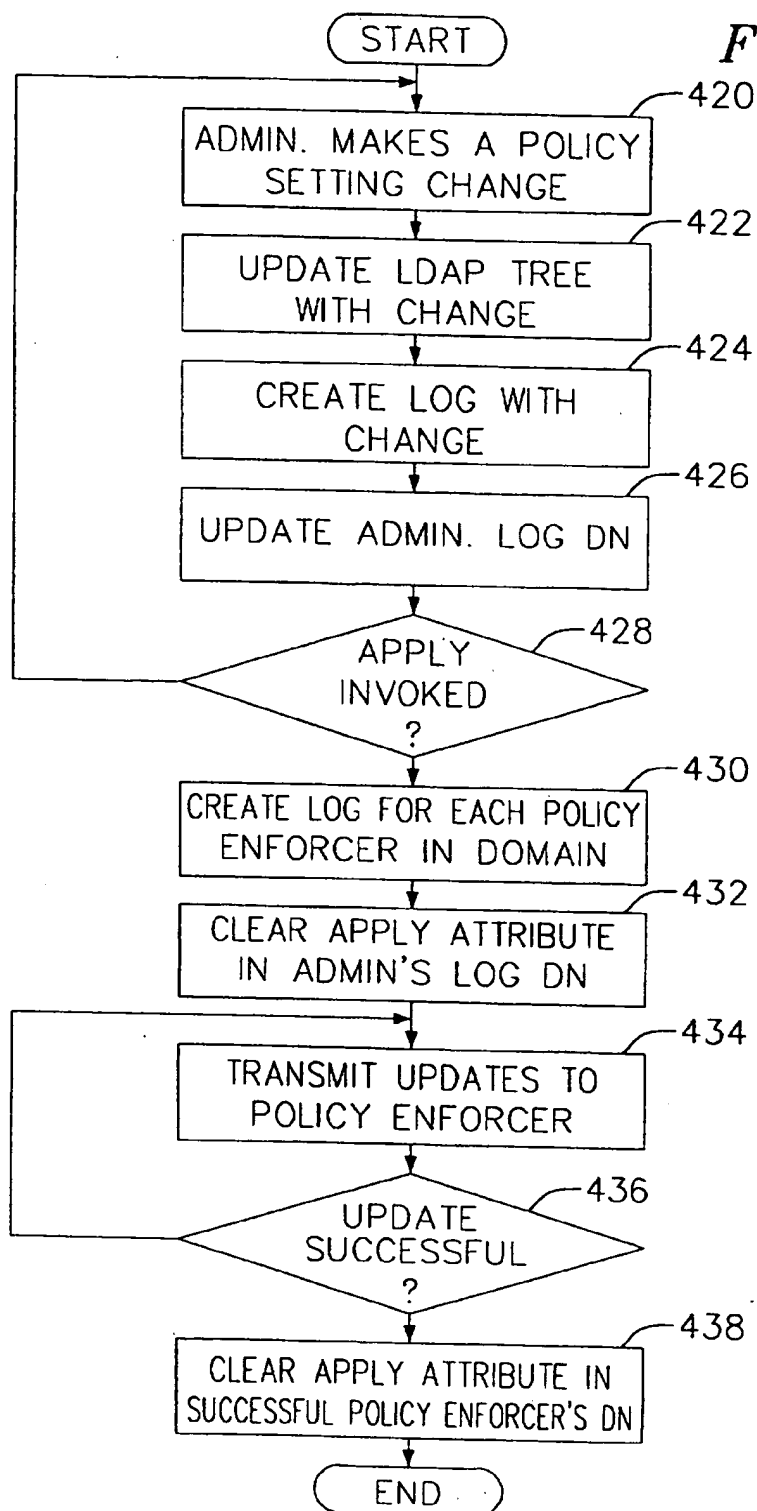 START
F
420
ADMIN. MAKES A POLICY
SETTING CHANGE
422
UPDATE LDAP TREE
WITH CHANGE
424
CREATE LOG WITH
CHANGE
426
UPDATE ADMIN. LOG DN
428
APPLY
INVOKED
?
430
CREATE LOG FOR EACH POLICY
ENFORCER IN DOMAIN
432
CLEAR APPLY ATTRIBUTE
IN ADMIN'S LOG DN
434
TRANSMIT UPDATES TO
POLICY ENFORCER
436
UPDATE
SUCCESSFUL
?
438
CLEAR APPLY ATTRIBUTE IN
SUCCESSFUL POLICY ENFORCER'S DN
END